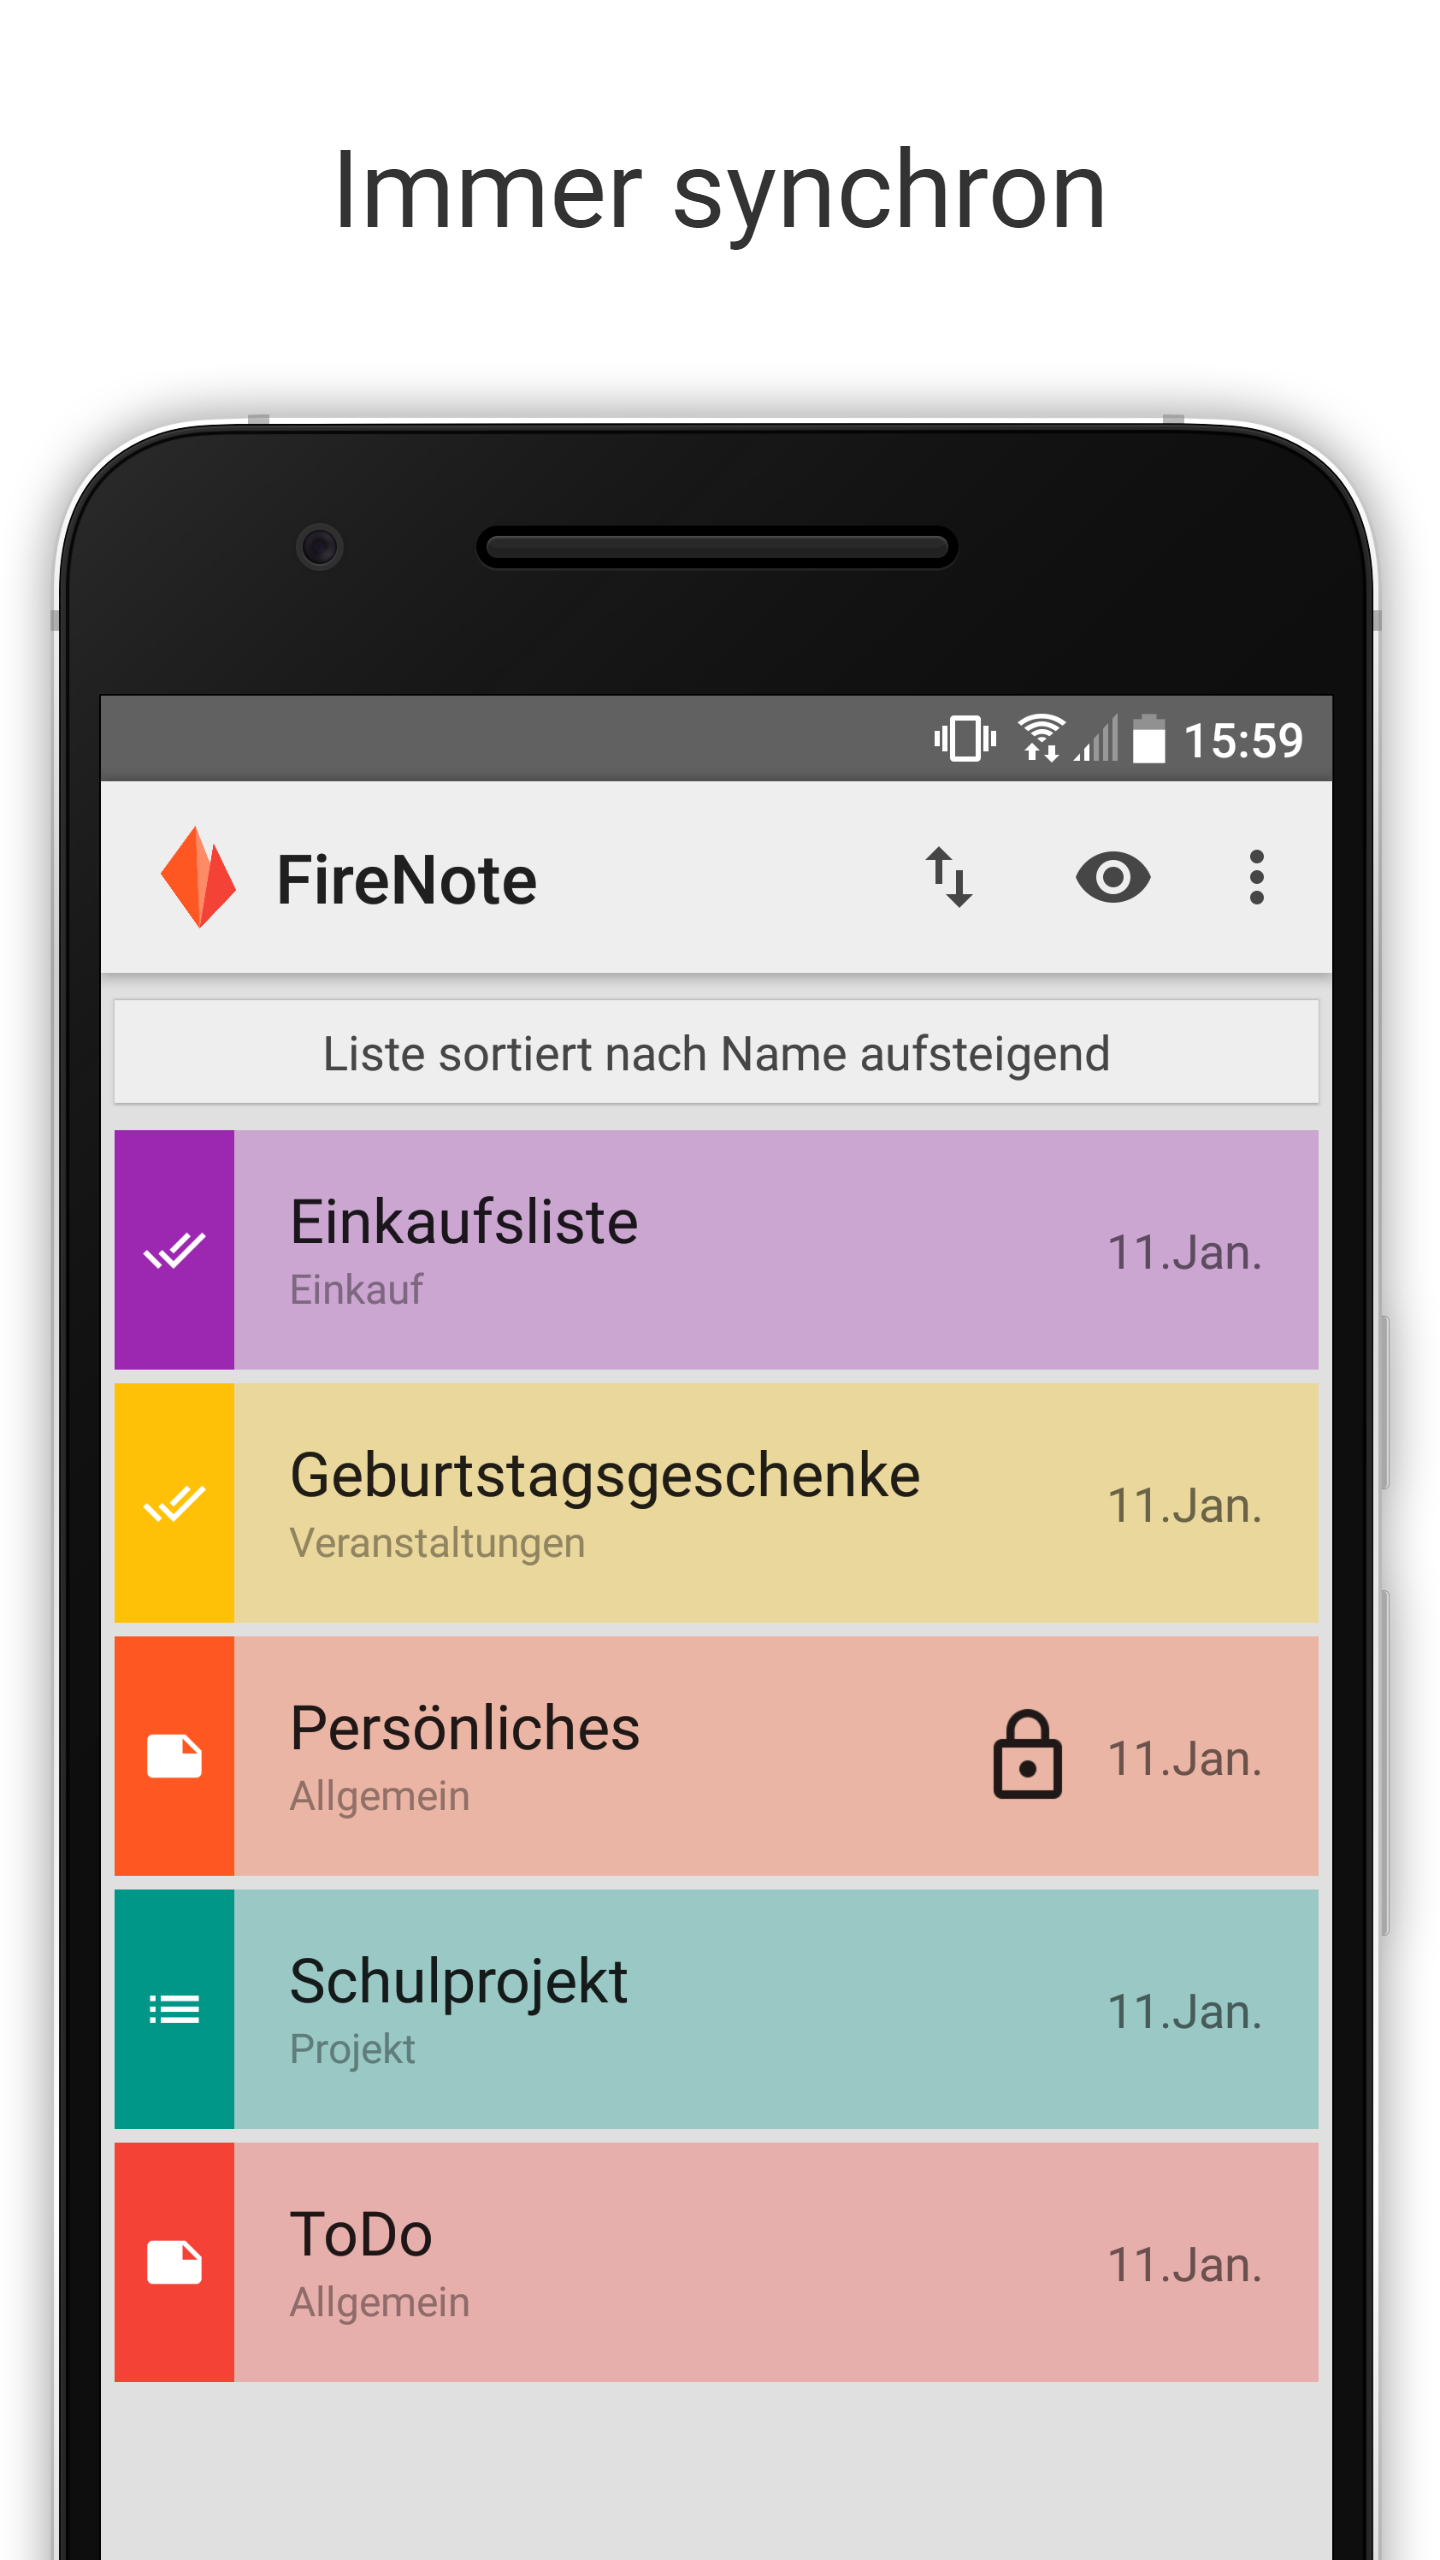 Immer synchron
15:59
FireNote
Liste sortiert nach Name aufsteigend
Einkaufsliste
Einkauf
11.Jan.
Geburtstagsgeschenke
Veranstaltungen
11.Jan.
Persönliches
Allgemein
11.Jan.
Schulprojekt
Projekt
11.Jan.
ToDo
Allgemein
11.Jan.